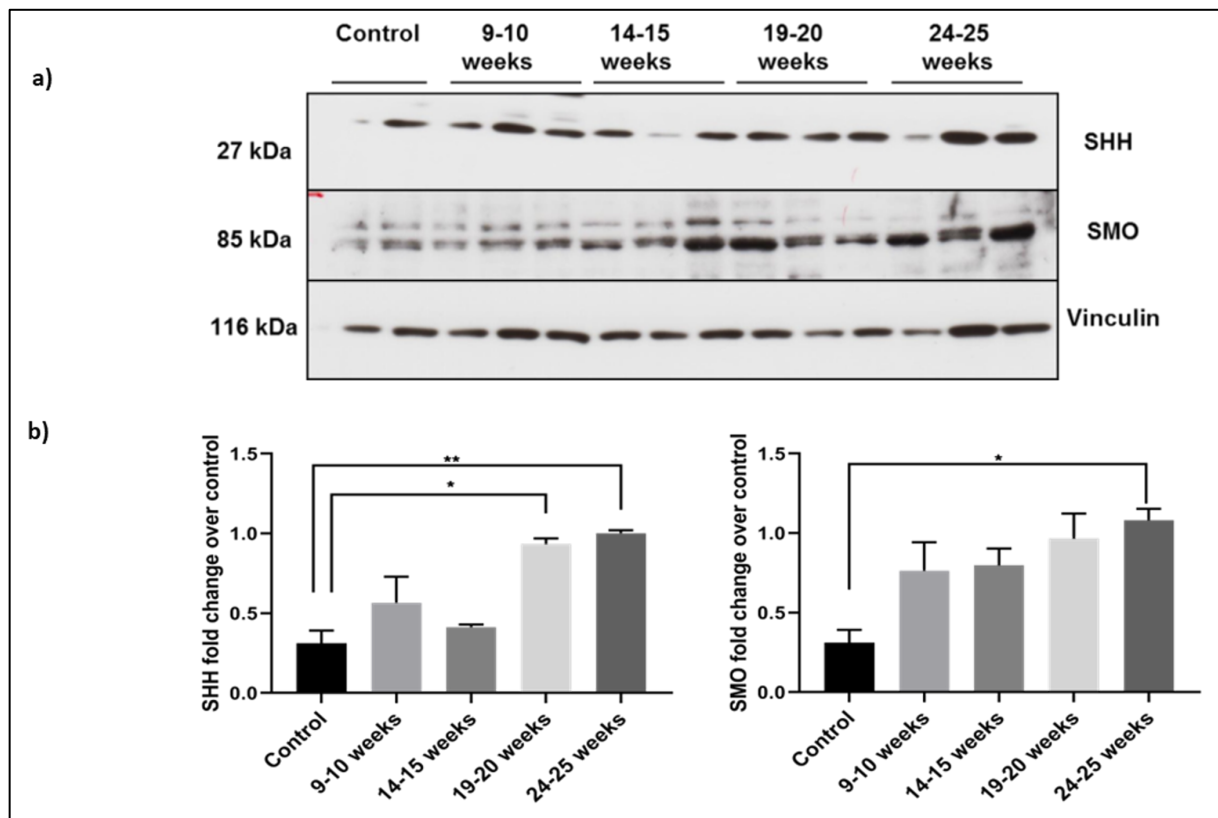 a)
Control
9-10
weeks
14-15
weeks
19-20
weeks
24-25
weeks
27 kDa
SHH
85 kDa
SMO
116 kDa
Vinculin
b)
SHH fold change over control
1.5
1.0
0.5
0.0
**
*
Control
9-10 weeks
14-15 weeks
19-20 weeks
24-25 weeks
SMO fold change over control
1.5
1.0
0.5
0.0
*
Control
9-10 weeks
14-15 weeks
19-20 weeks
24-25 weeks